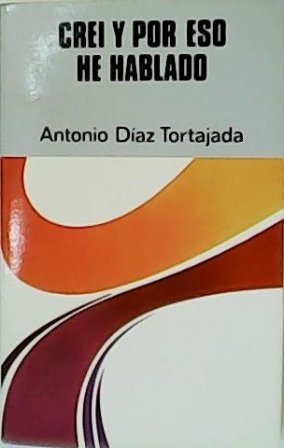 CREI Y POR ESO
HE HABLADO
Antonio Díaz Tortajada